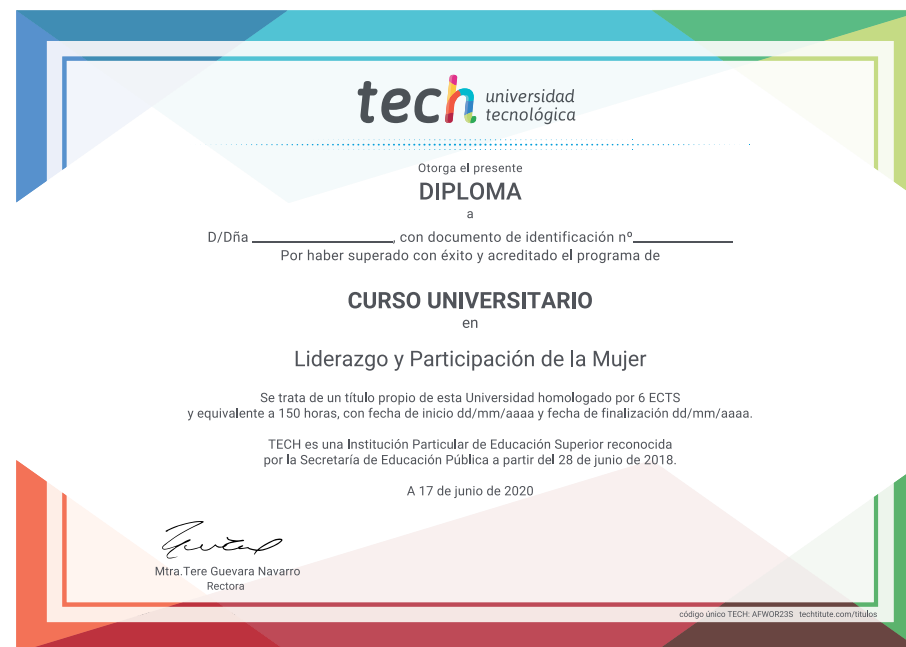 tech universidad
tecnológica
Otorga el presente
DIPLOMA
a
D/Dña ____________________, con documento de identificación nº______________
Por haber superado con éxito y acreditado el programa de
CURSO UNIVERSITARIO
en
Liderazgo y Participación de la Mujer
Se trata de un título propio de esta Universidad homologado por 6 ECTS
y equivalente a 150 horas, con fecha de inicio dd/mm/aaaa y fecha de finalización dd/mm/aaaa.
TECH es una Institución Particular de Educación Superior reconocida
por la Secretaría de Educación Pública a partir del 28 de junio de 2018.
A 17 de junio de 2020
Mtra.Tere Guevara Navarro
Rectora
código único TECH: AFWOR23S techtitute.com/titulos